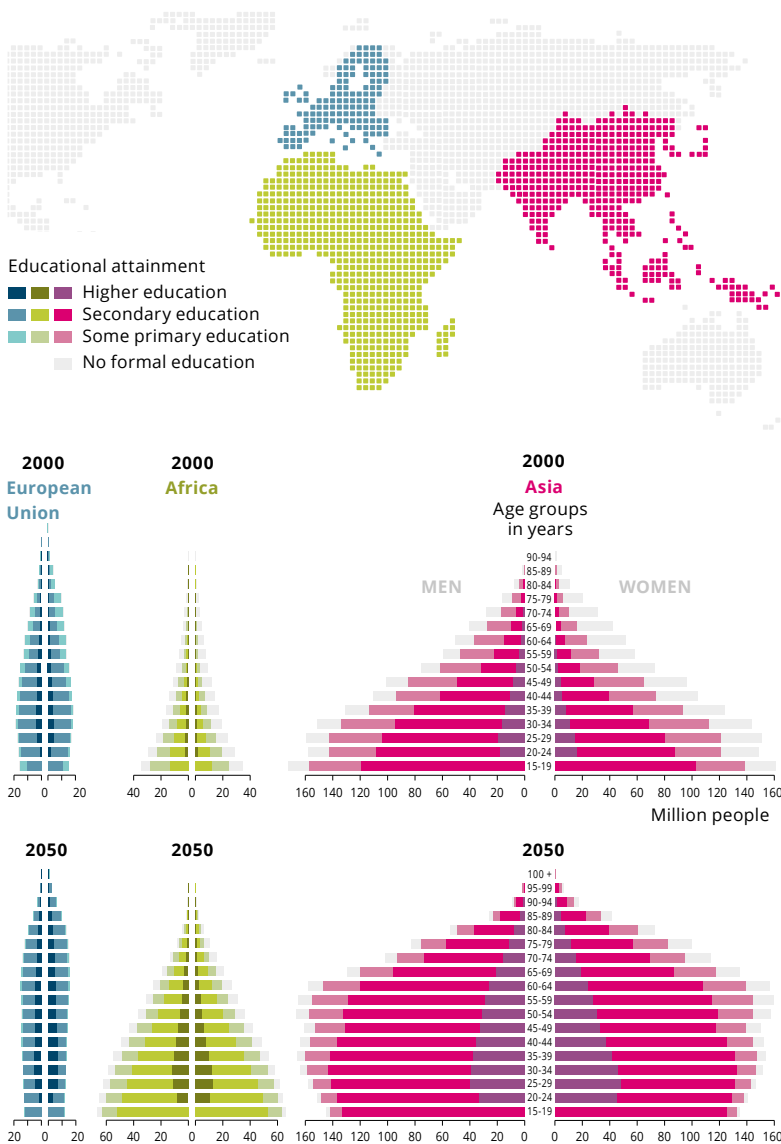 Educational attainment
Higher education
Secondary education
Some primary education
No formal education
2000
European
Union
2000
Africa
2000
Asia
Age groups
in years
MEN
WOMEN
90-94
85-89
80-84
75-79
70-74
65-69
60-64
55-59
50-54
45-49
40-44
35-39
30-34
25-29
20-24
15-19
20 0 0 20
40 0 0 40
160 140 120 100 80 60 40 20 0 0 20 40 60 80 100 120 140 160
Million people
2050
2050
2050
100 +
95-99
90-94
85-89
80-84
75-79
70-74
65-69
60-64
55-59
50-54
45-49
40-44
35-39
30-34
25-29
20-24
15-19
20 0 0 20
60 40 20 0 0 20 40 60
160 140 120 100 80 60 40 20 0 0 20 40 60 80 100 120 140 160